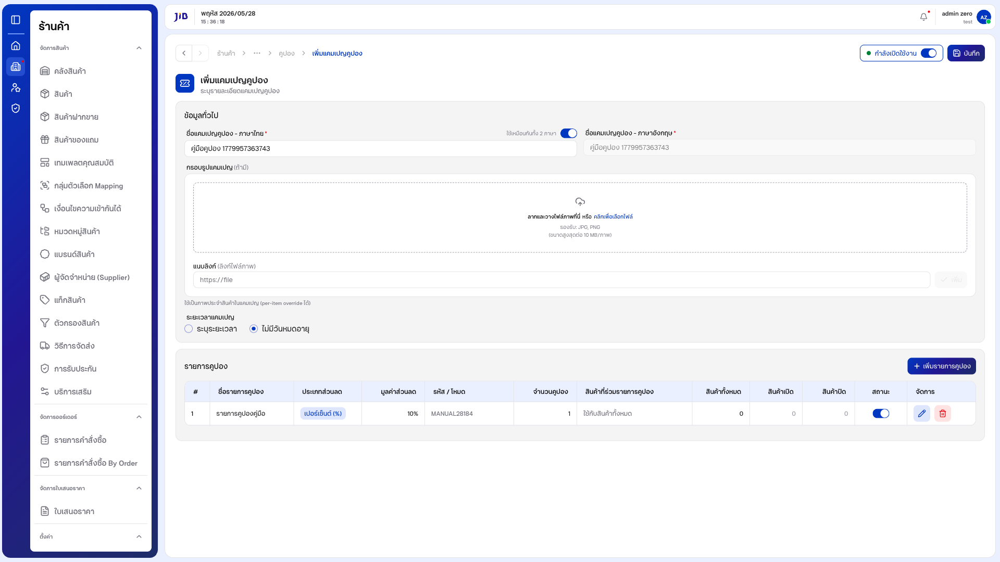 ร้านค้า
จัดการสินค้า
คลังสินค้า
สินค้า
สินค้าฝากขาย
สินค้าของแถม
เทมเพลตคุณสมบัติ
กลุ่มตัวเลือก Mapping
เงื่อนไขความเข้ากันได้
หมวดหมู่สินค้า
แบรนด์สินค้า
ผู้จัดจำหน่าย (Supplier)
แท็กสินค้า
ตัวกรองสินค้า
วิธีการจัดส่ง
การรับประกัน
บริการเสริม
จัดการออร์เดอร์
รายการคำสั่งซื้อ
รายการคำสั่งซื้อ By Order
จัดการใบเสนอราคา
ใบเสนอราคา
ตั้งค่า
JIB
พฤหัส 2026/05/28
15 : 36 : 18
admin zero
test
AZ
ร้านค้า ••• คูปอง เพิ่มแคมเปญคูปอง
กำลังเปิดใช้งาน
บันทึก
เพิ่มแคมเปญคูปอง
ระบุรายละเอียดแคมเปญคูปอง
ข้อมูลทั่วไป
ชื่อแคมเปญคูปอง - ภาษาไทย*
ใช้เหมือนกันทั้ง 2 ภาษา
ชื่อแคมเปญคูปอง - ภาษาอังกฤษ *
คู่มือคูปอง 1779957363743
คู่มือคูปอง 1779957363743
กรอบรูปแคมเปญ (ถ้ามี)
ลากและวางไฟล์ภาพที่นี่ หรือ คลิกเพื่อเลือกไฟล์
รองรับ: JPG, PNG
(ขนาดสูงสุดต่อ 10 MB/ภาพ)
แนบลิงก์ (ลิงก์ไฟล์ภาพ)
https://file
เพิ่ม
ใช้เป็นภาพประจำสินค้าในแคมเปญ (per-item override ได้)
ระยะเวลาแคมเปญ
ระบุระยะเวลา
ไม่มีวันหมดอายุ
รายการคูปอง
เพิ่มรายการคูปอง
# ชื่อรายการคูปอง ประเภทส่วนลด มูลค่าส่วนลด รหัส / โหมด จำนวนคูปอง สินค้าที่ร่วมรายการคูปอง สินค้าทั้งหมด สินค้าเปิด สินค้าปิด สถานะ จัดการ
1 รายการคูปองคู่มือ เปอร์เซ็นต์ (%) 10% MANUAL28184 1 ใช้กับสินค้าทั้งหมด 0 0 0